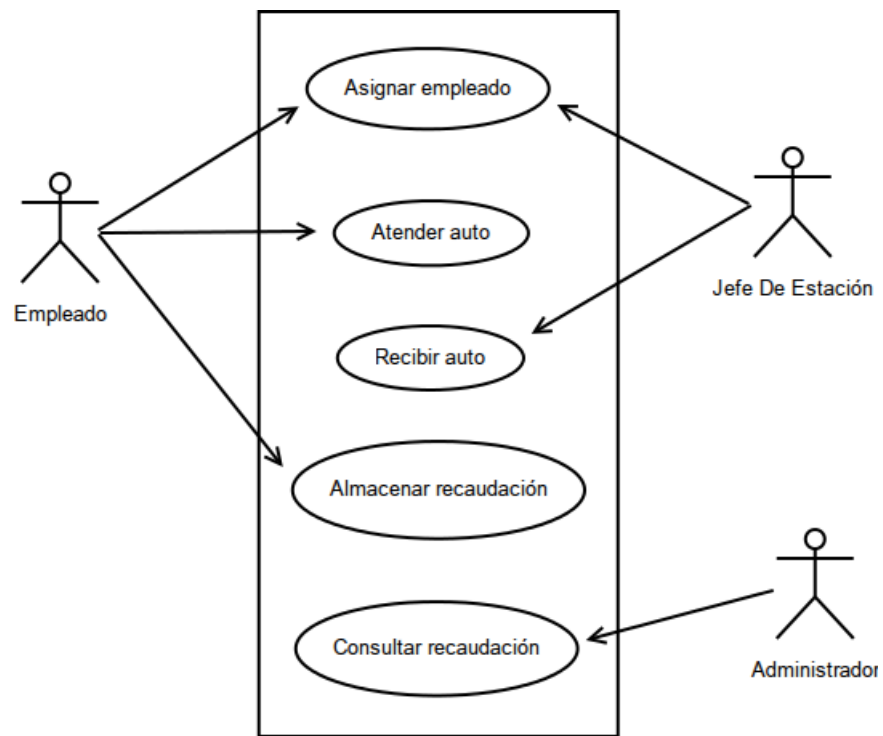 Asignar empleado
Atender auto
Empleado
Jefe De Estación
Recibir auto
Almacenar recaudación
Consultar recaudación
Administrador